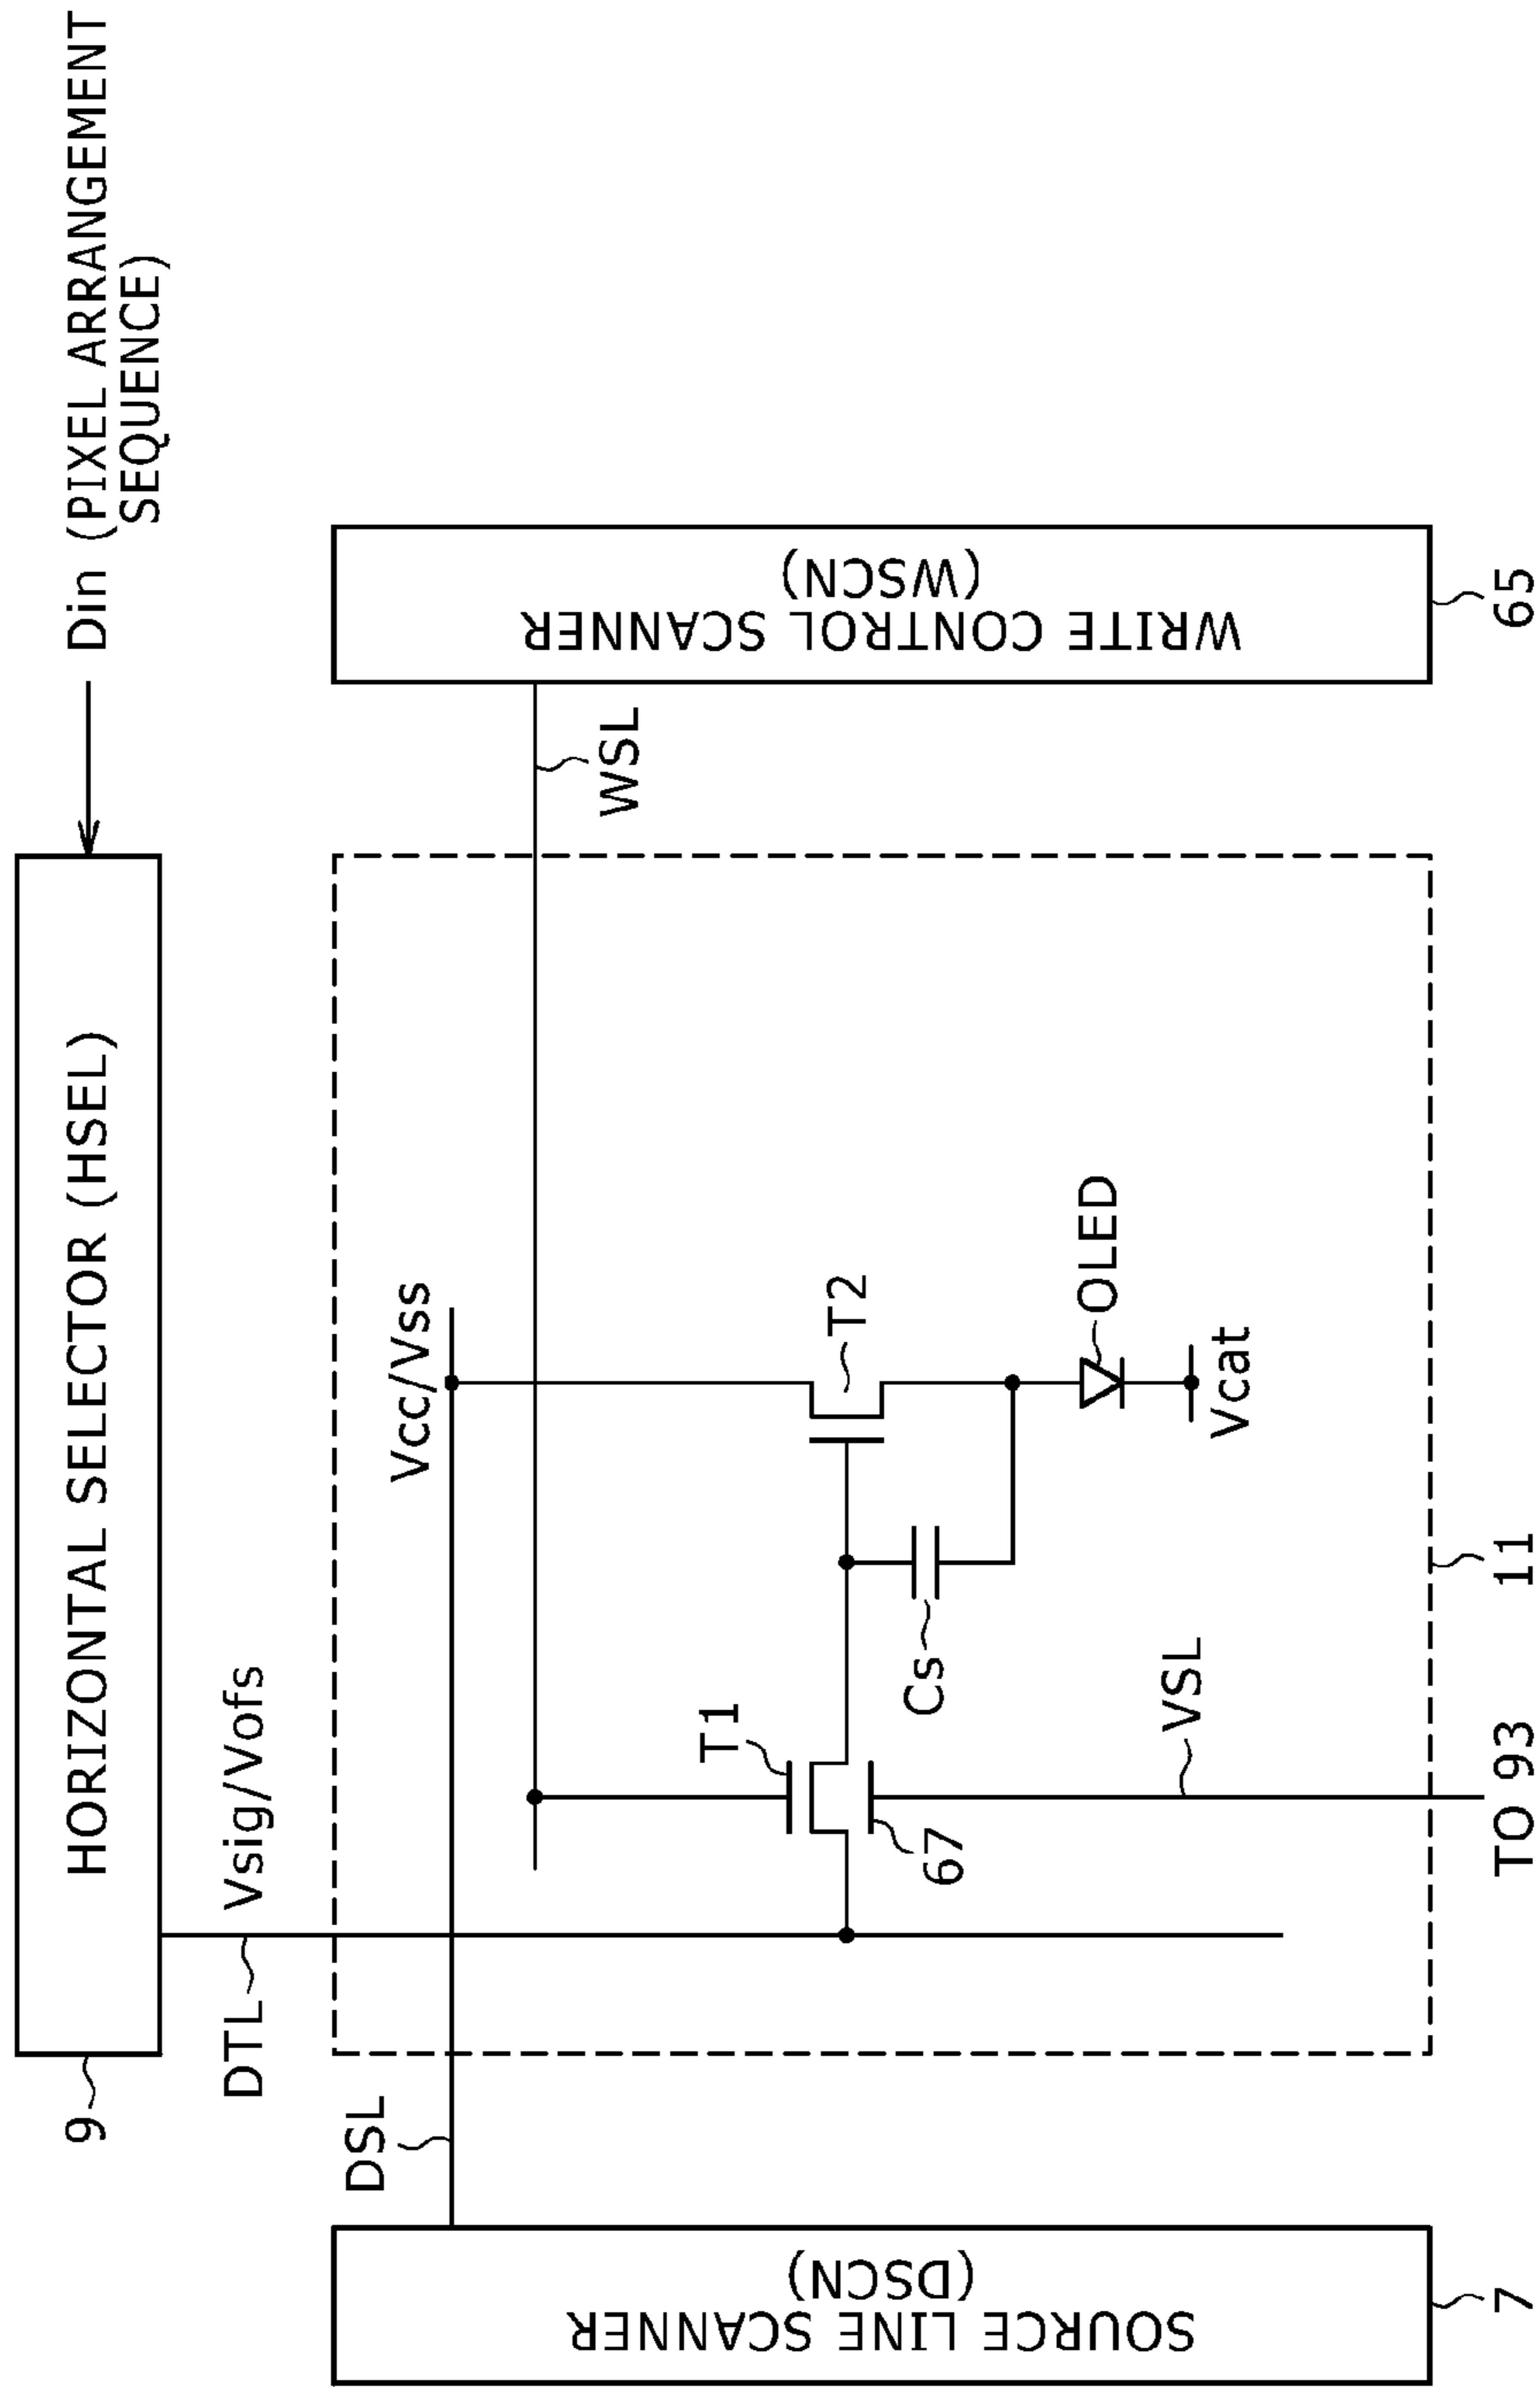 Din (PIXEL ARRANGEMENT
SEQUENCE)
HORIZONTAL SELECTOR (HSEL)
9
DTL
Vsig/Vofs
DSL
Vcc/Vss
WSL
SOURCE LINE SCANNER
(DSCN)
7
WRITE CONTROL SCANNER
(WSCN)
65
T1
T2
67
Cs
OLED
Vcat
VSL
TO 93
11